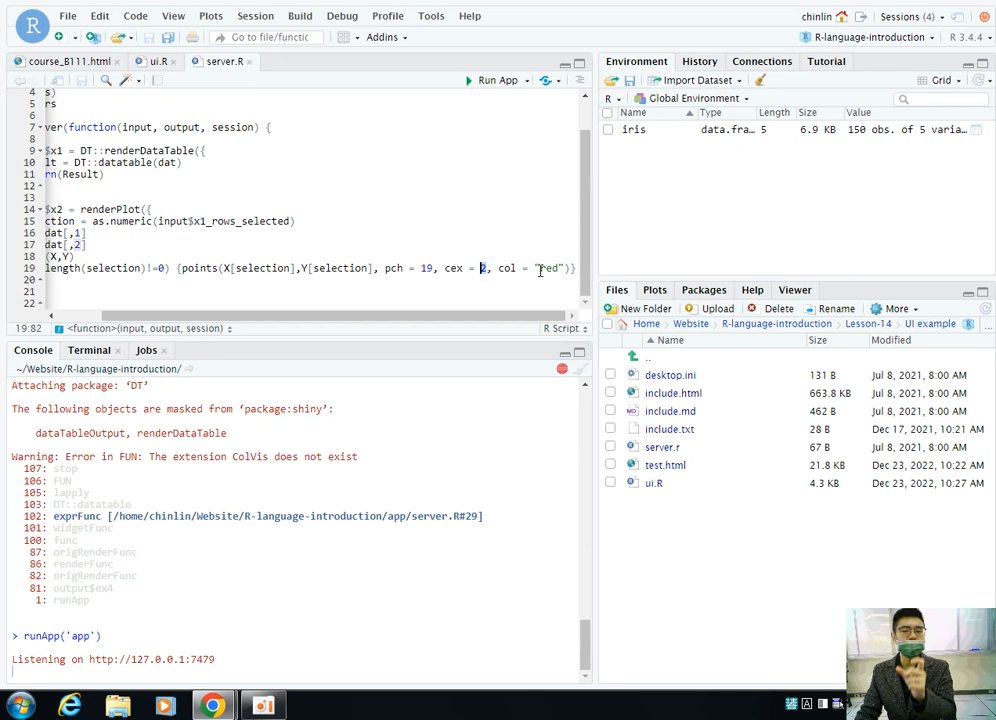 File Edit Code View Plots Session Build Debug Profile Tools Help
chinlin Sessions (4)
Go to file/functic Addins
R-language-introduction R 3.4.4
course_B111.html ui.R server.R
Run App
4 s)
5 rs
6
7 ver(function(input, output, session) {
8
9 $x1 = DT::renderDataTable({
10 lt = DT::datatable(dat)
11 rn(Result)
12
13
14 $x2 = renderPlot({
15 ction = as.numeric(input$x1_rows_selected)
16 dat[,1]
17 dat[,2]
18 (X,Y)
19 length(selection)!=0) {points(X[selection],Y[selection], pch = 19, cex = 2, col = "red")}
20
21
22
19:82 <function>(input, output, session) R Script
Console Terminal Jobs
~/Website/R-language-introduction/
Attaching package: ‘DT’
The following objects are masked from ‘package:shiny’:
dataTableOutput, renderDataTable
Warning: Error in FUN: The extension ColVis does not exist
107: stop
106: FUN
105: lapply
103: DT::datatable
102: exprFunc [/home/chinlin/Website/R-language-introduction/app/server.R#29]
101: widgetFunc
100: func
87: origRenderFunc
86: renderFunc
82: origRenderFunc
81: output$ex4
1: runApp
> runApp('app')
Listening on http://127.0.0.1:7479
Environment History Connections Tutorial
Import Dataset Grid
R Global Environment
Name Type Length Size Value
iris data.fra… 5 6.9 KB 150 obs. of 5 varia…
Files Plots Packages Help Viewer
New Folder Upload Delete Rename More
Home Website R-language-introduction Lesson-14 UI example ...
Name Size Modified
..
desktop.ini 131 B Jul 8, 2021, 8:00 AM
include.html 663.8 KB Jul 8, 2021, 8:00 AM
include.md 462 B Jul 8, 2021, 8:00 AM
include.txt 28 B Dec 17, 2021, 10:21 AM
server.r 67 B Jul 8, 2021, 8:00 AM
test.html 21.8 KB Dec 23, 2022, 10:22 AM
ui.R 4.3 KB Dec 23, 2022, 10:27 AM